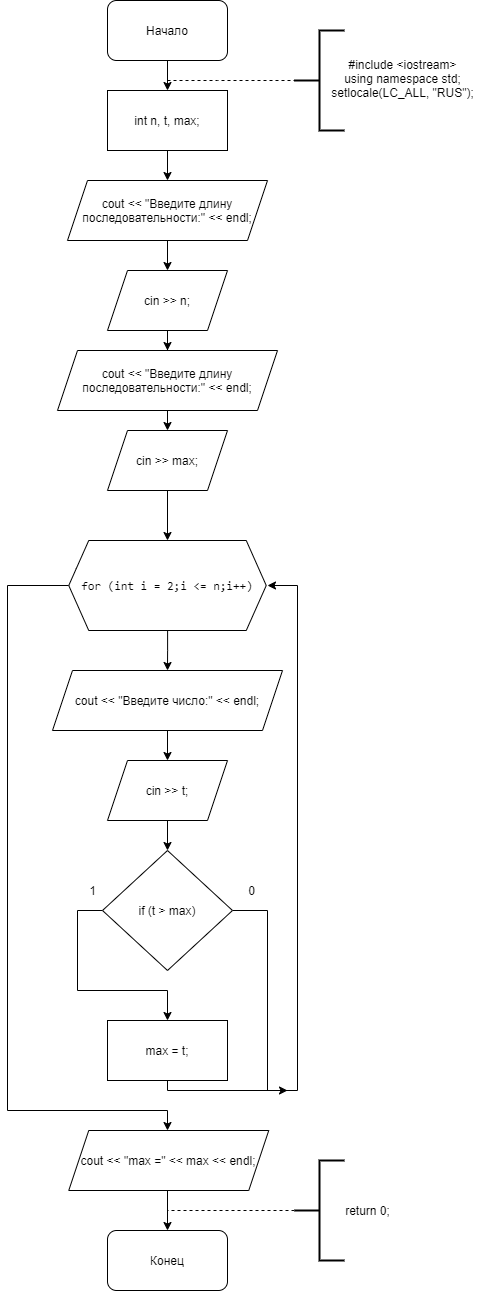 Начало
#include <iostream>
using namespace std;
setlocale(LC_ALL, "RUS");
int n, t, max;
cout << "Введите длину
последовательности:" << endl;
cin >> n;
cout << "Введите длину
последовательности:" << endl;
cin >> max;
for (int i = 2;i <= n;i++)
cout << "Введите число:" << endl;
cin >> t;
1
0
if (t > max)
max = t;
cout << "max =" << max << endl;
return 0;
Конец